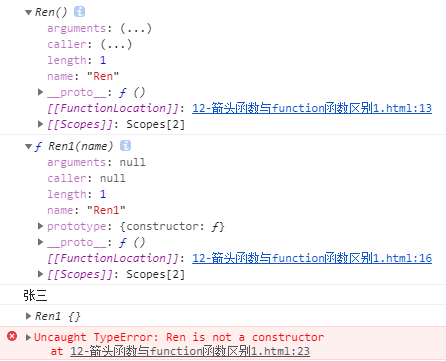 ▼Ren() i
arguments: (...)
caller: (...)
length: 1
name: "Ren"
▶__proto__: ƒ ()
[[FunctionLocation]]: 12-箭头函数与function函数区别1.html:13
▶[[Scopes]]: Scopes[2]
▼ƒ Ren1(name) i
arguments: null
caller: null
length: 1
name: "Ren1"
▶prototype: {constructor: ƒ}
▶__proto__: ƒ ()
[[FunctionLocation]]: 12-箭头函数与function函数区别1.html:16
▶[[Scopes]]: Scopes[2]
张三
▶Ren1 {}
▶Uncaught TypeError: Ren is not a constructor
at 12-箭头函数与function函数区别1.html:23